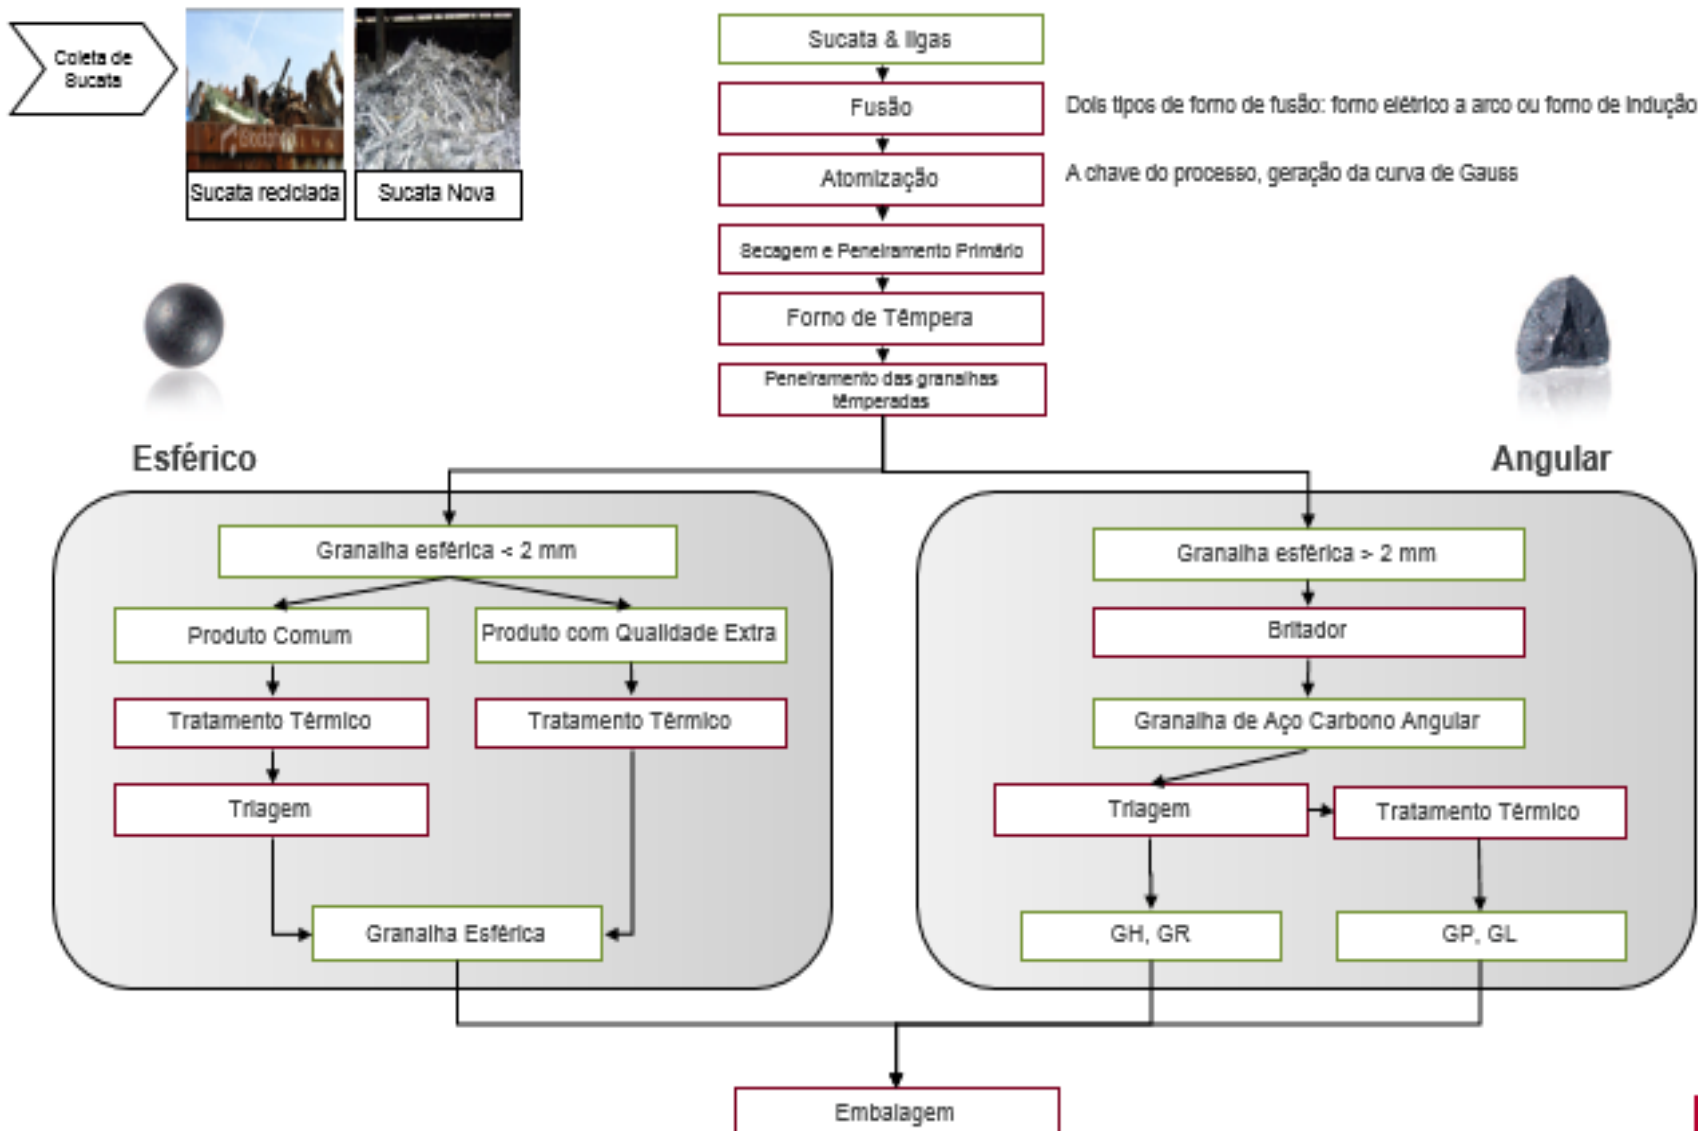 Coleta de
Sucata
Sucata reciclada
Sucata Nova
Sucata & ligas
Fusão
Dois tipos de forno de fusão: forno elétrico a arco ou forno de indução
Atomização
A chave do processo, geração da curva de Gauss
Secagem e Peneiramento Primário
Forno de Têmpera
Peneiramento das granalhas
têmperadas
Esférico
Angular
Granalha esférica < 2 mm
Produto Comum
Produto com Qualidade Extra
Tratamento Térmico
Tratamento Térmico
Triagem
Granalha Esférica
Granalha esférica > 2 mm
Britador
Granalha de Aço Carbono Angular
Triagem
Tratamento Térmico
GH, GR
GP, GL
Embalagem